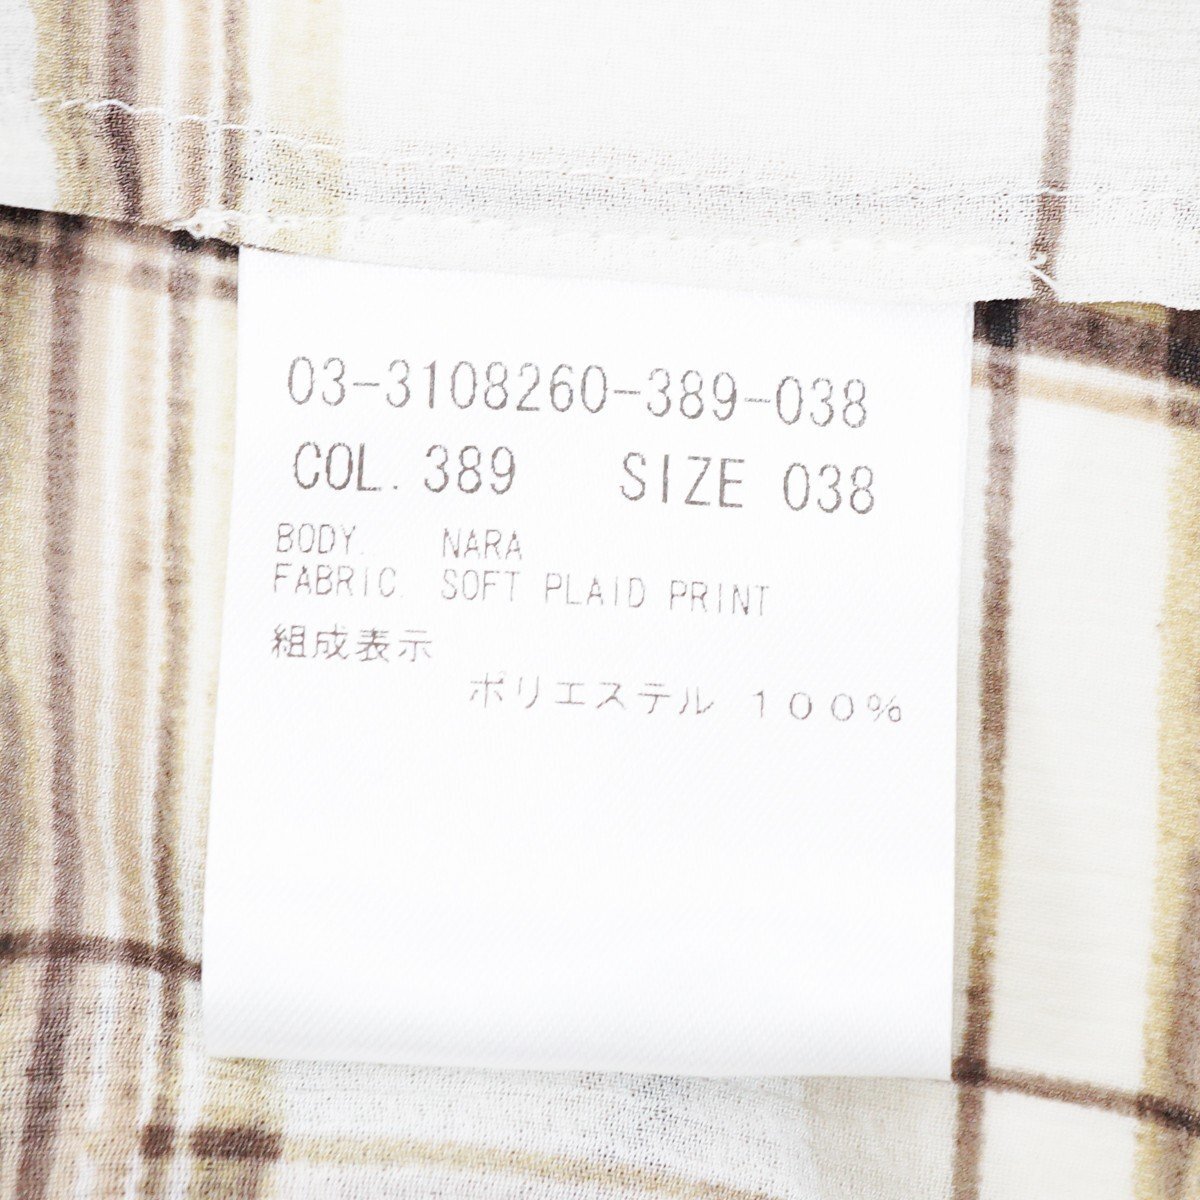 03-3108260-389-038
COL. 389 SIZE 038
BODY. NARA
FABRIC. SOFT PLAID PRINT
組成表示
ポリエステル １００％